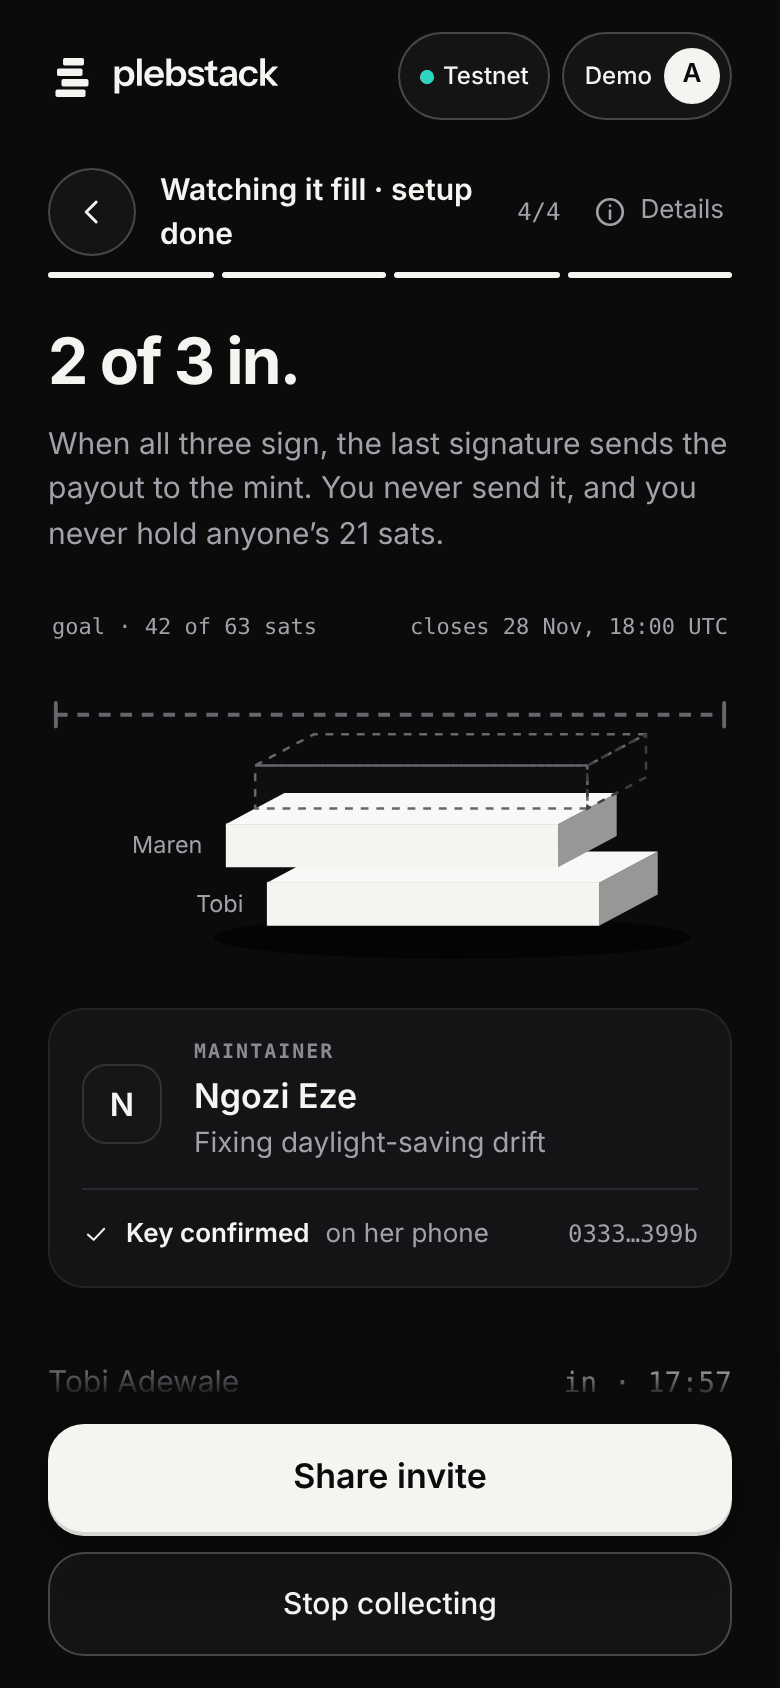 plebstack
Testnet
Demo A
Watching it fill · setup
done
4/4
Details
2 of 3 in.
When all three sign, the last signature sends the
payout to the mint. You never send it, and you
never hold anyone’s 21 sats.
goal · 42 of 63 sats
closes 28 Nov, 18:00 UTC
Maren
Tobi
MAINTAINER
N
Ngozi Eze
Fixing daylight-saving drift
Key confirmed on her phone
0333…399b
Tobi Adewale
in · 17:57
Share invite
Stop collecting